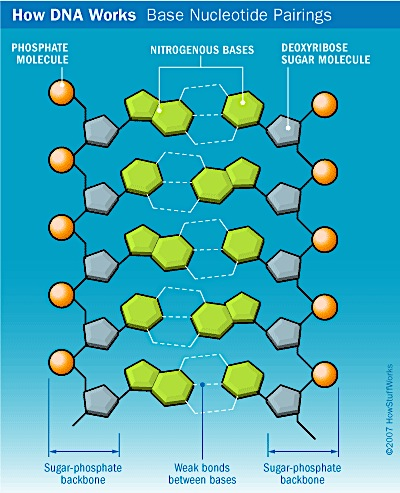 How DNA Works Base Nucleotide Pairings
PHOSPHATE
MOLECULE
NITROGENOUS BASES
DEOXYRIBOSE
SUGAR MOLECULE
Sugar-phosphate
backbone
Weak bonds
between bases
Sugar-phosphate
backbone
©2007 HowStuffWorks